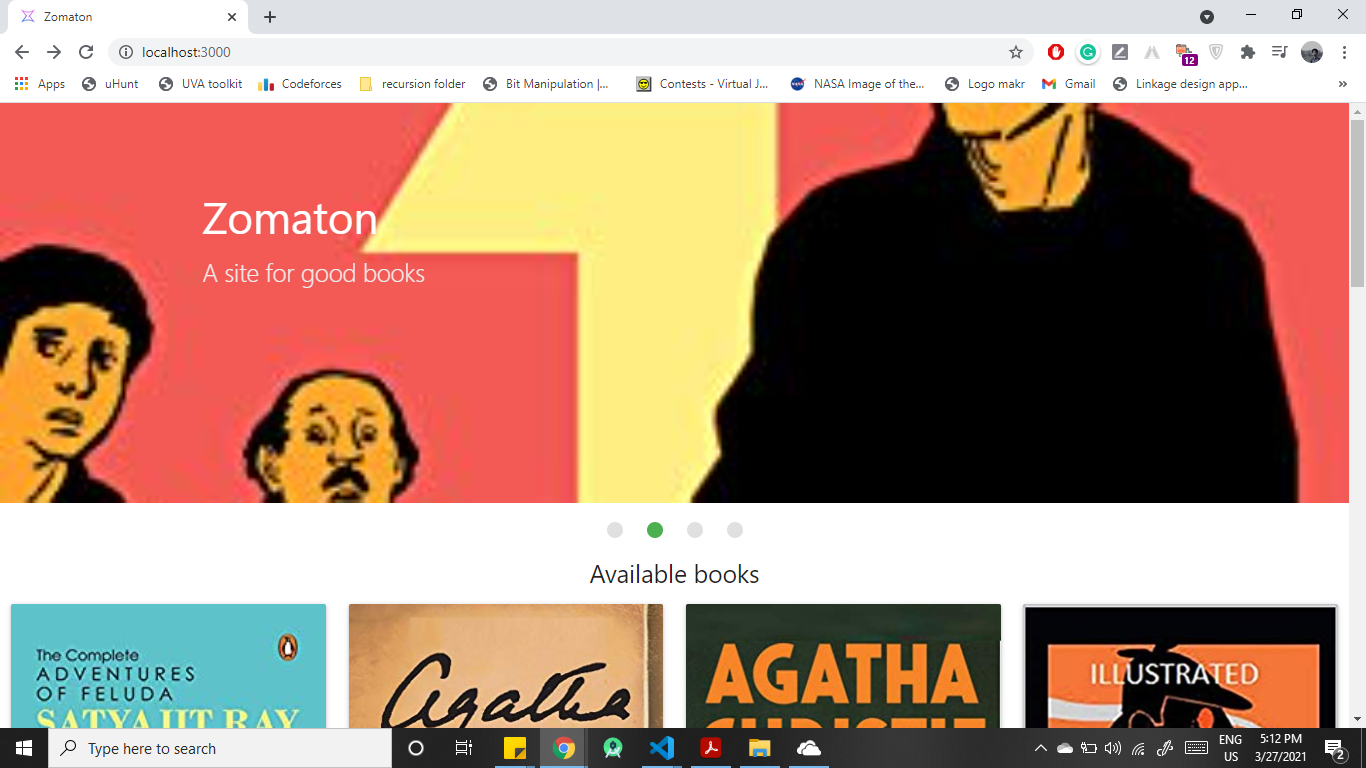 Zomaton
localhost:3000
12
Apps
uHunt
UVA toolkit
Codeforces
recursion folder
Bit Manipulation |...
Contests - Virtual J...
NASA Image of the...
Logo makr
Gmail
Linkage design app...
»
Zomaton
A site for good books
Available books
The Complete
ADVENTURES
OF FELUDA
SATYAJIT RAY
Agatha
AGATHA
CHRISTIE
ILLUSTRATED
Type here to search
ENG
US
5:12 PM
3/27/2021
2